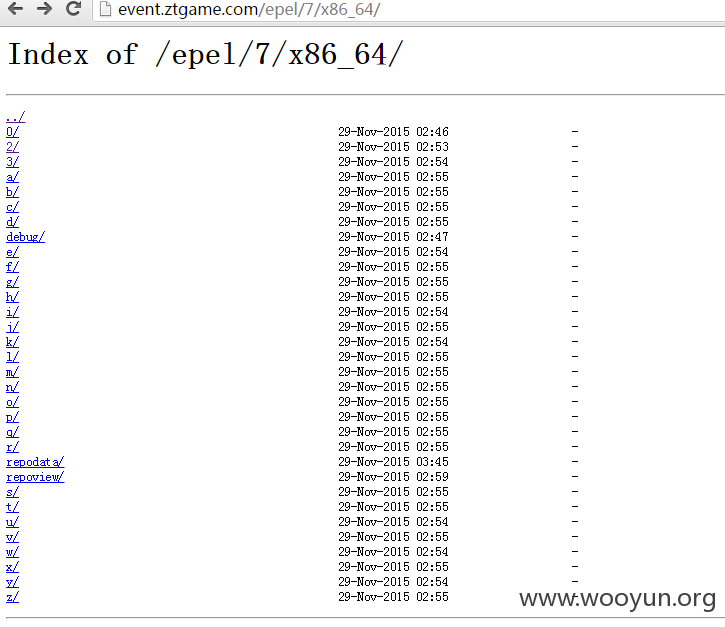 event.ztgame.com/epel/7/x86_64/
Index of /epel/7/x86_64/
../
0/ 29-Nov-2015 02:46 -
2/ 29-Nov-2015 02:53 -
3/ 29-Nov-2015 02:54 -
a/ 29-Nov-2015 02:55 -
b/ 29-Nov-2015 02:55 -
c/ 29-Nov-2015 02:55 -
d/ 29-Nov-2015 02:55 -
debug/ 29-Nov-2015 02:47 -
e/ 29-Nov-2015 02:54 -
f/ 29-Nov-2015 02:55 -
g/ 29-Nov-2015 02:55 -
h/ 29-Nov-2015 02:55 -
i/ 29-Nov-2015 02:54 -
j/ 29-Nov-2015 02:55 -
k/ 29-Nov-2015 02:54 -
l/ 29-Nov-2015 02:55 -
m/ 29-Nov-2015 02:55 -
n/ 29-Nov-2015 02:55 -
o/ 29-Nov-2015 02:55 -
p/ 29-Nov-2015 02:55 -
q/ 29-Nov-2015 02:55 -
r/ 29-Nov-2015 02:55 -
repodata/ 29-Nov-2015 03:45 -
repoview/ 29-Nov-2015 02:59 -
s/ 29-Nov-2015 02:55 -
t/ 29-Nov-2015 02:55 -
u/ 29-Nov-2015 02:54 -
v/ 29-Nov-2015 02:55 -
w/ 29-Nov-2015 02:54 -
x/ 29-Nov-2015 02:55 -
y/ 29-Nov-2015 02:54 -
z/ 29-Nov-2015 02:55 -
www.wooyun.org